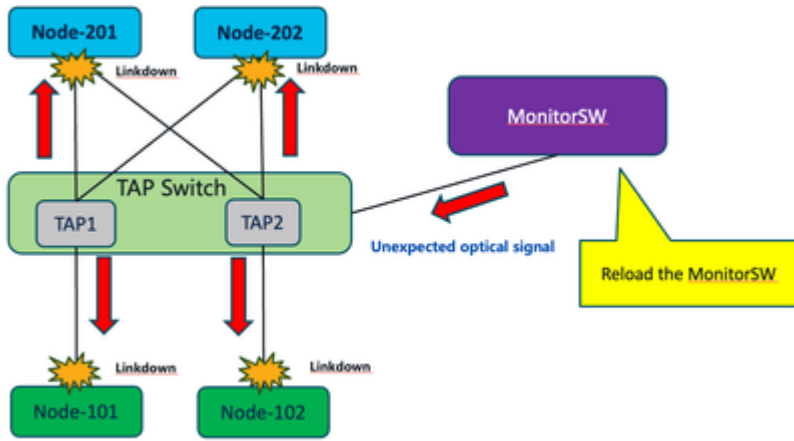 Node-201
Node-202
Linkdown
Linkdown
MonitorSW
TAP Switch
TAP1
TAP2
Unexpected optical signal
Reload the MonitorSW
Linkdown
Linkdown
Node-101
Node-102